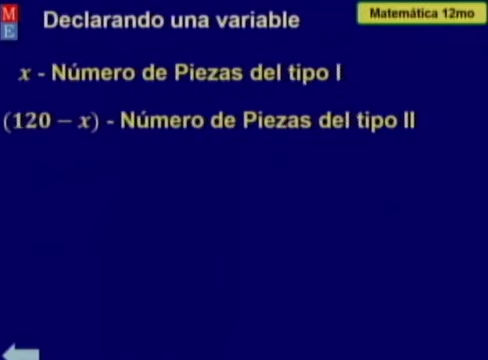 M
E
Declarando una variable
Matemática 12mo
x - Número de Piezas del tipo I
(120 − x) - Número de Piezas del tipo II